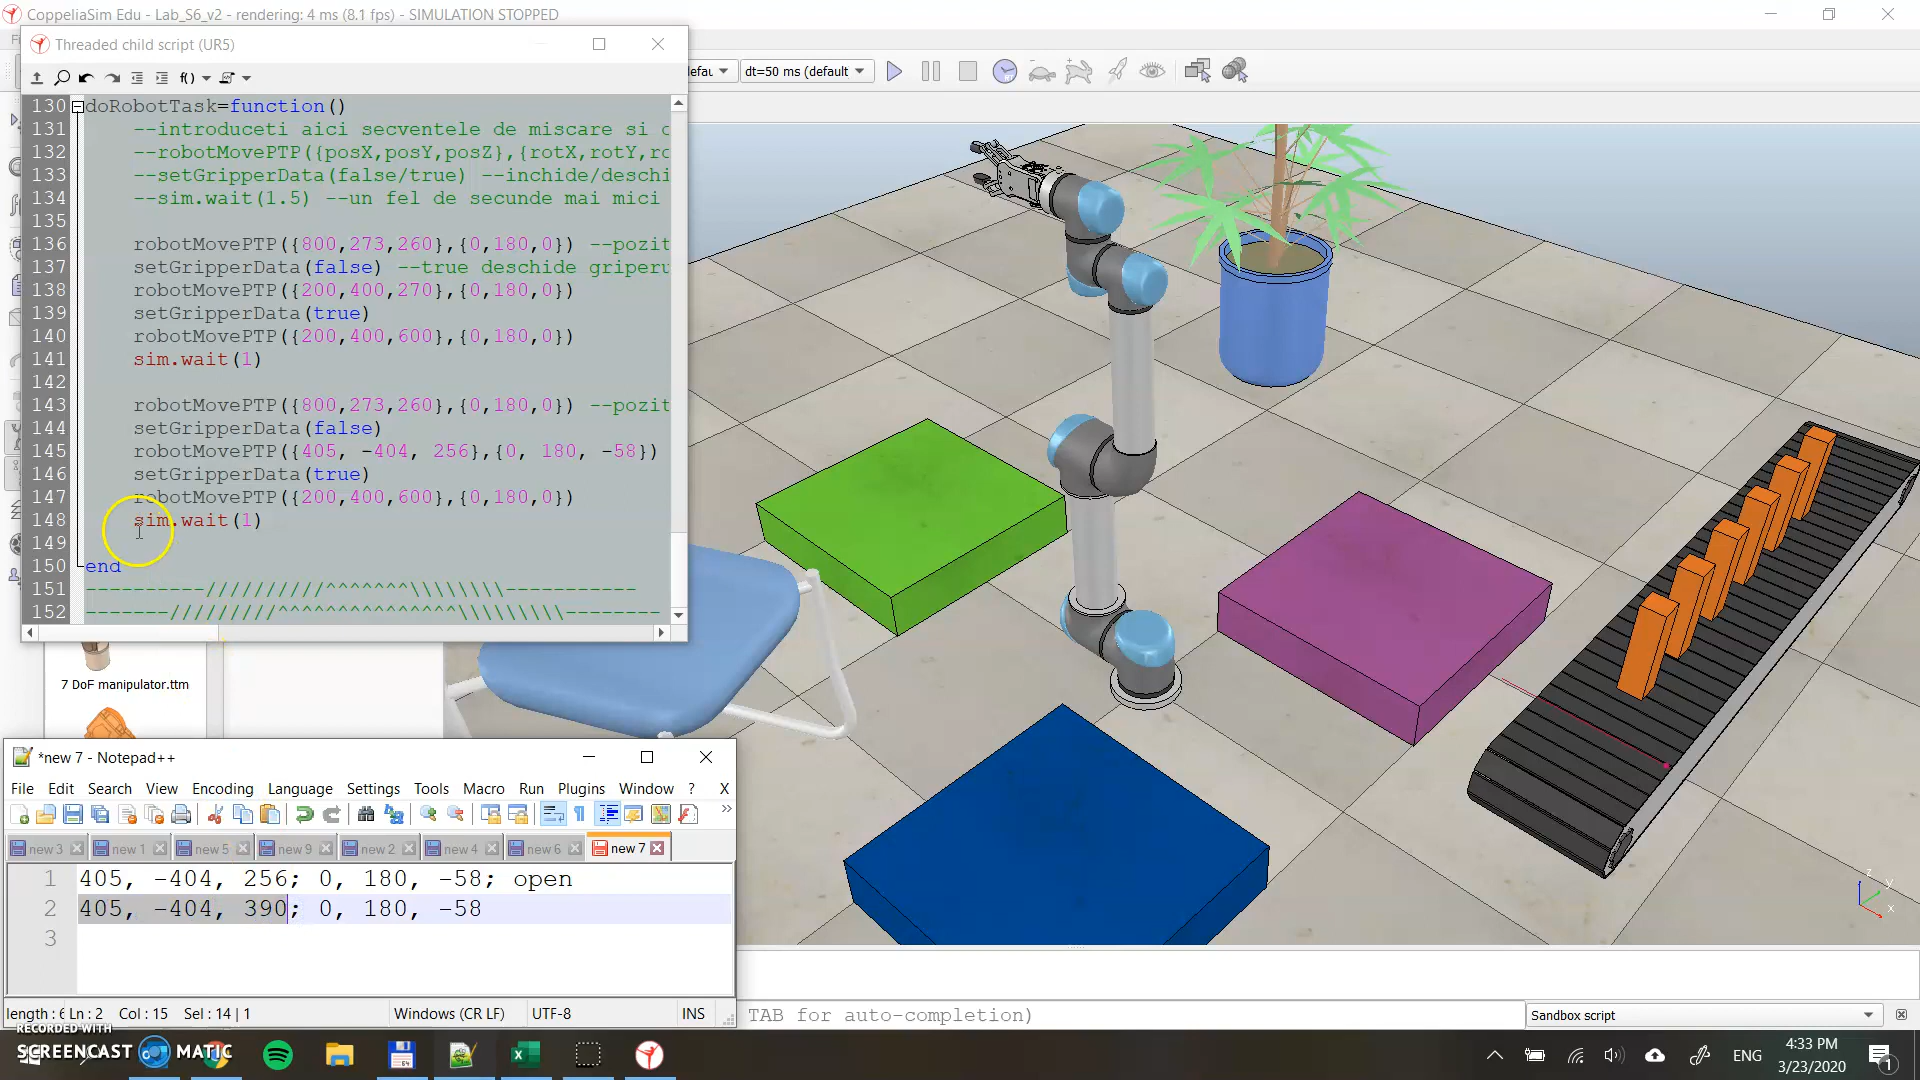 CoppeliaSim Edu - Lab_S6_v2 - rendering: 4 ms (8.1 fps) - SIMULATION STOPPED
Threaded child script (UR5)
f()
dt=50 ms (default
130 doRobotTask=function()
131 --introduceti aici secventele de miscare si c
132 --robotMovePTP({posX,posY,posZ},{rotX,rotY,ro
133 --setGripperData(false/true) --inchide/deschi
134 --sim.wait(1.5) --un fel de secunde mai mici
135
136 robotMovePTP({800,273,260},{0,180,0}) --pozit
137 setGripperData(false) --true deschide griperu
138 robotMovePTP({200,400,270},{0,180,0})
139 setGripperData(true)
140 robotMovePTP({200,400,600},{0,180,0})
141 sim.wait(1)
142
143 robotMovePTP({800,273,260},{0,180,0}) --pozit
144 setGripperData(false)
145 robotMovePTP({405, -404, 256},{0, 180, -58})
146 setGripperData(true)
147 robotMovePTP({200,400,600},{0,180,0})
148 sim.wait(1)
149
150 end
151 ----------//////////^^^^^^^\\\\\\\\-----------
152 -------/////////^^^^^^^^^^^^^^^\\\\\\\\\--------
7 DoF manipulator.ttm
*new 7 - Notepad++
File Edit Search View Encoding Language Settings Tools Macro Run Plugins Window ? X
new 3 new 1 new 5 new 9 new 2 new 4 new 6 new 7
1 405, -404, 256; 0, 180, -58; open
2 405, -404, 390; 0, 180, -58
3
length : 6 Ln : 2 Col : 15 Sel : 14 | 1 Windows (CR LF) UTF-8 INS
TAB for auto-completion)
Sandbox script
z
y
x
RECORDED WITH
SCREENCAST MATIC
ENG
4:33 PM
3/23/2020
1